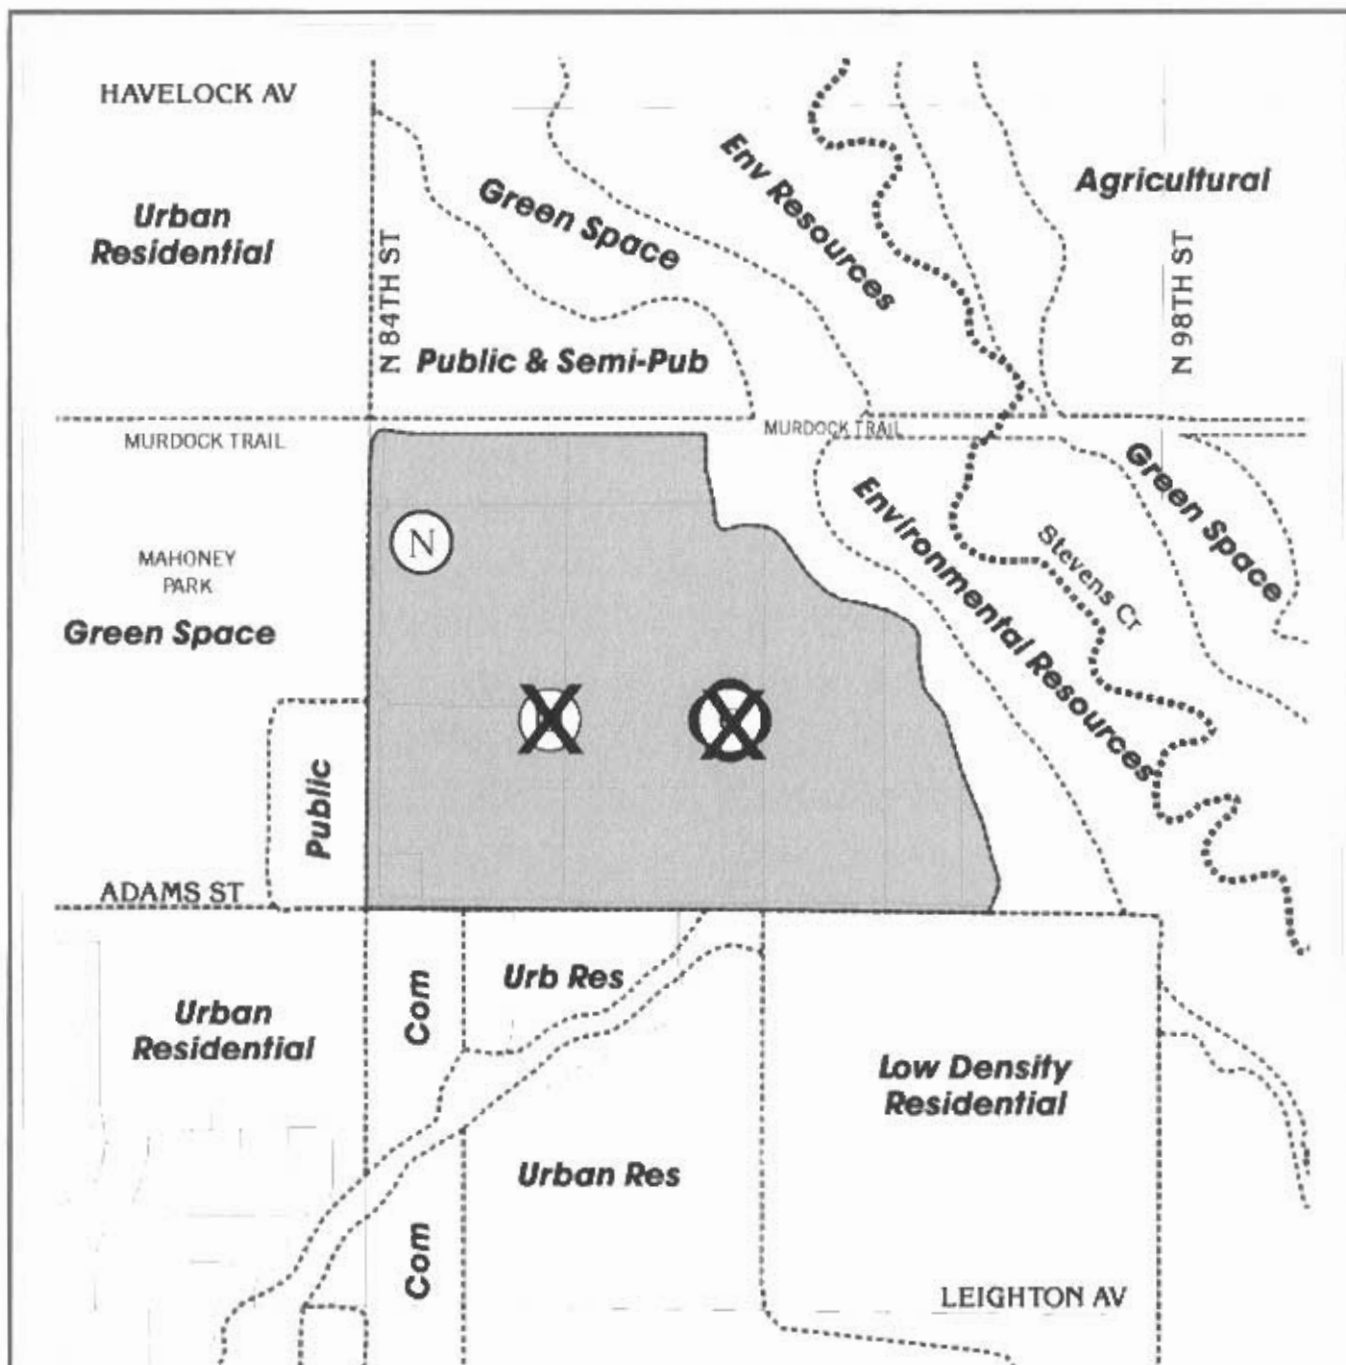 HAVELOCK AV
Urban
Residential
N 84TH ST
Green Space
Env Resources
Agricultural
N 98TH ST
Public & Semi-Pub
MURDOCK TRAIL
MURDOCK TRAIL
N
MAHONEY
PARK
Green Space
Environmental Resources
Stevens Cr
Green Space
X
X
Public
ADAMS ST
Urban
Residential
Com
Urb Res
Low Density
Residential
Urban Res
Com
LEIGHTON AV